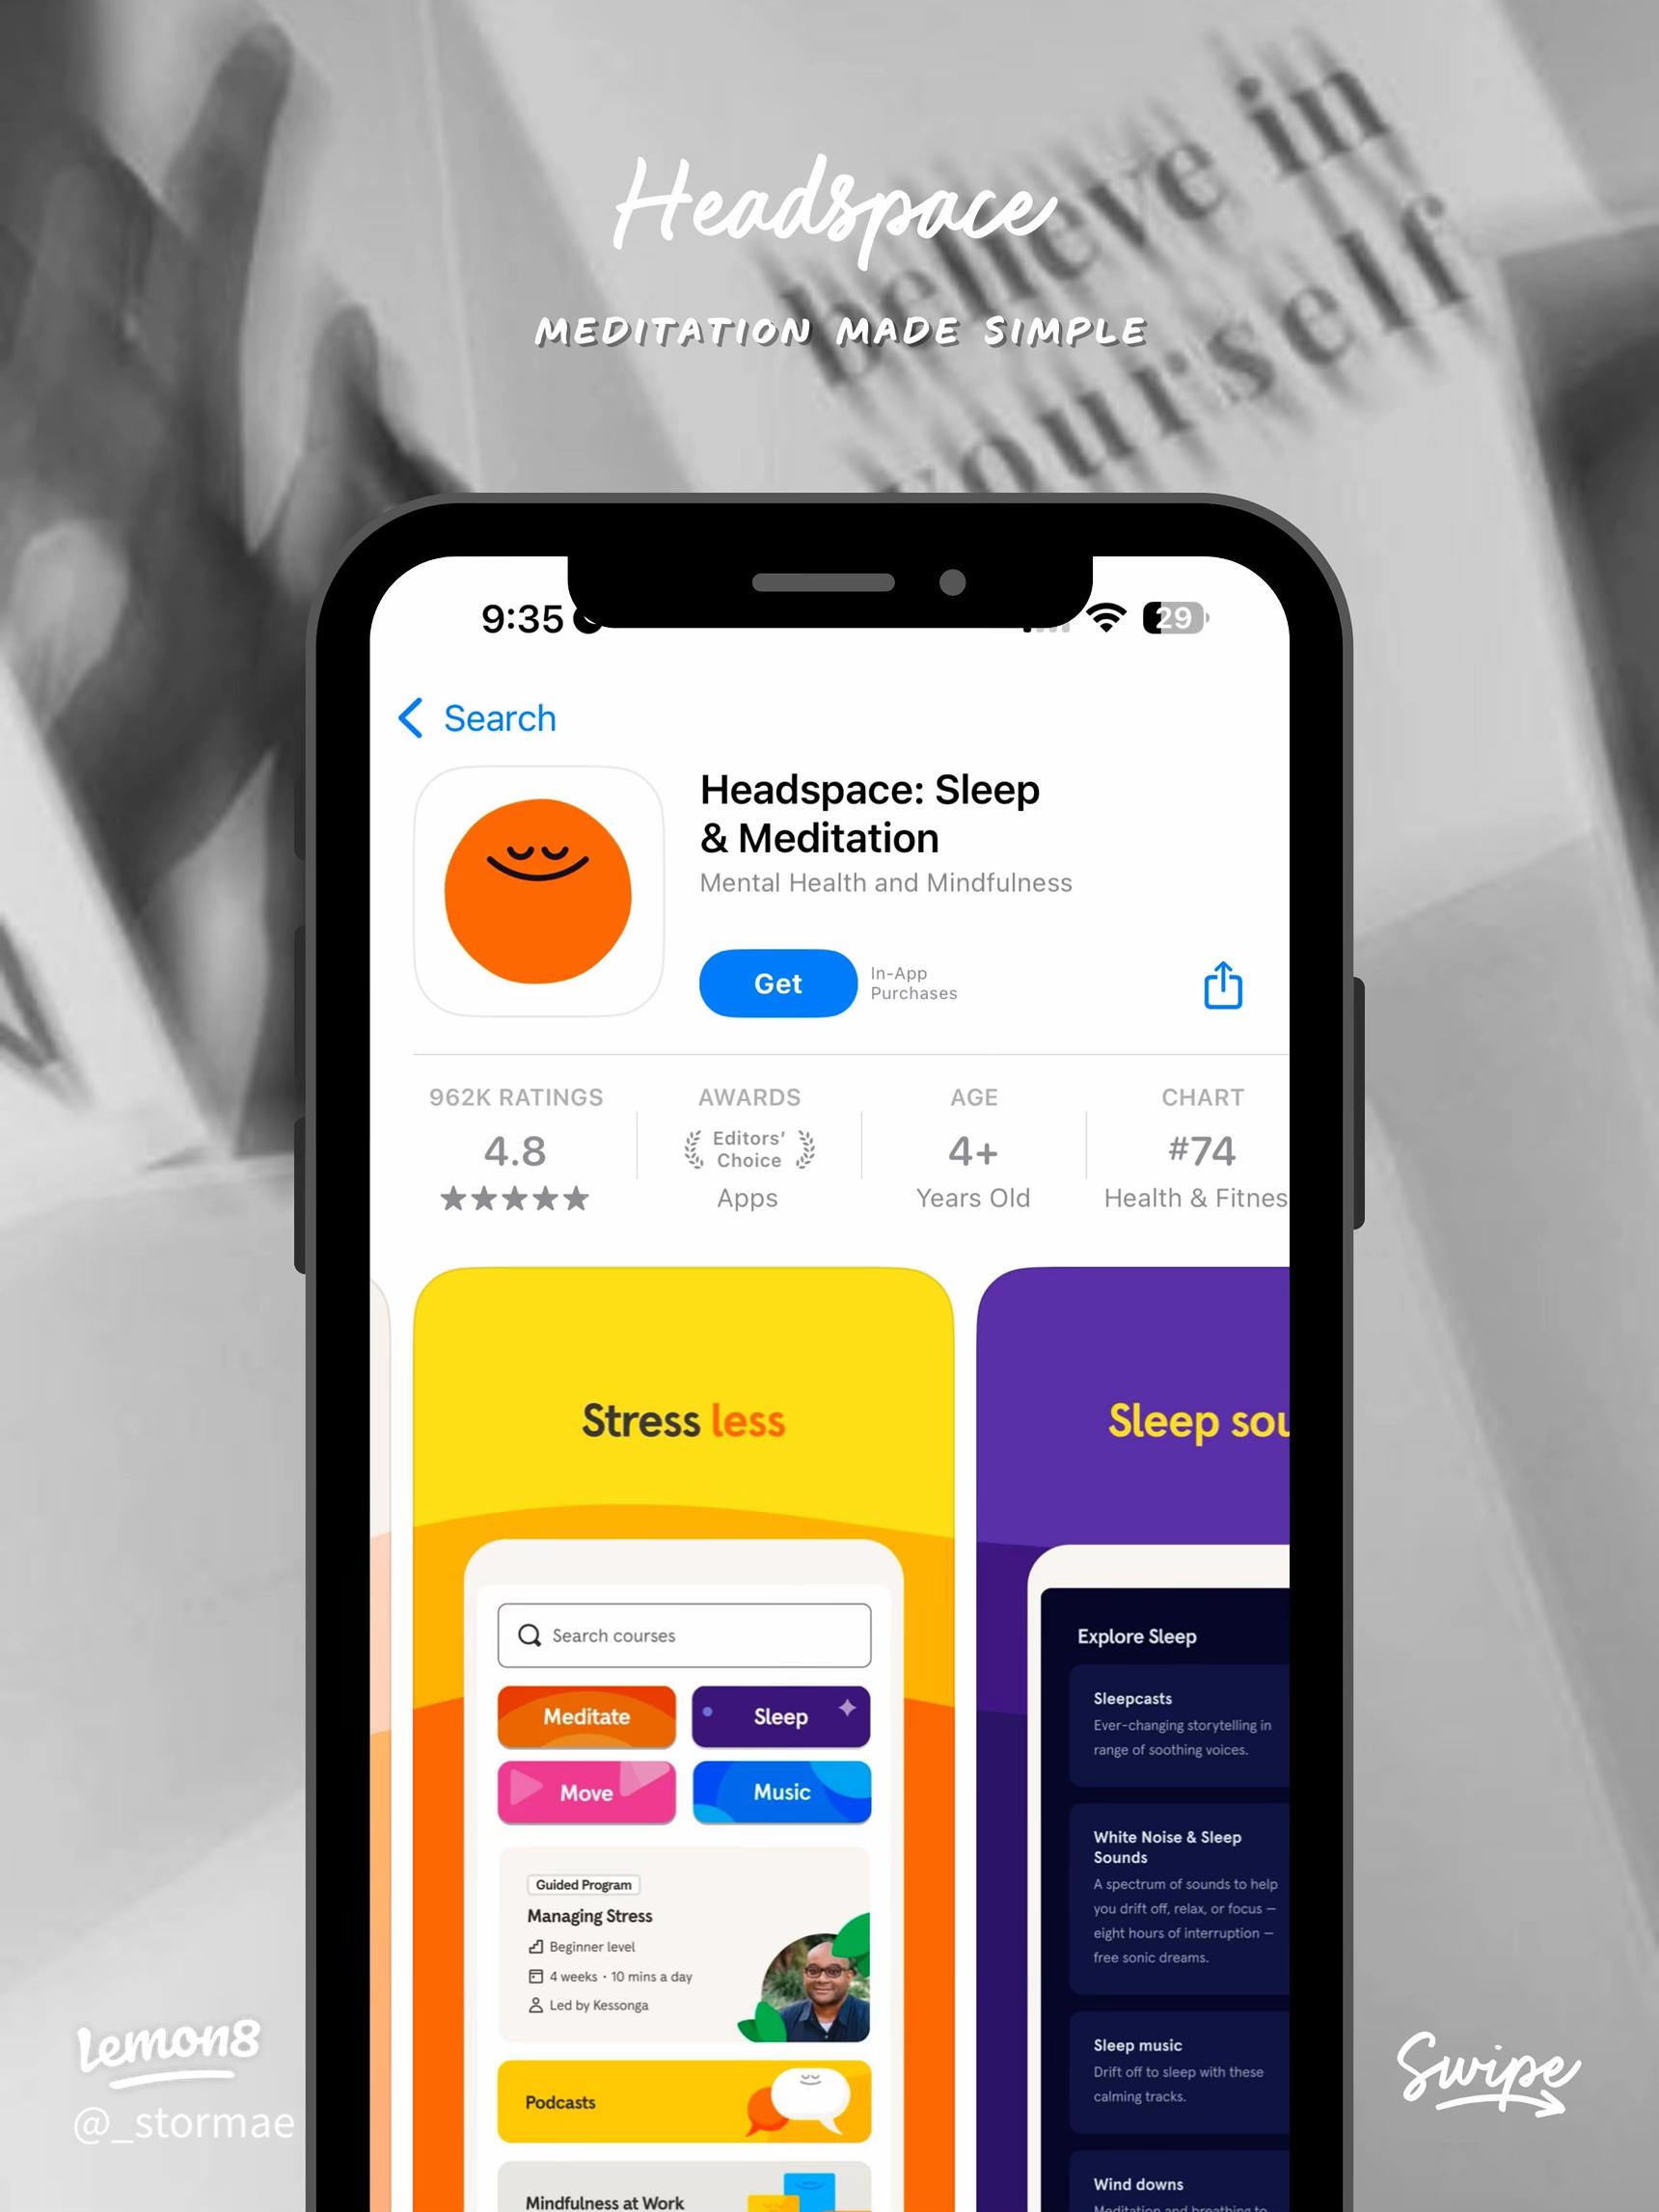 Headspace
believe in
yourself
MEDITATION MADE SIMPLE
9:35
29
Search
Headspace: Sleep
& Meditation
Mental Health and Mindfulness
Get
In-App
Purchases
962K RATINGS
4.8
AWARDS
Editors'
Choice
Apps
AGE
4+
Years Old
CHART
#74
Health & Fitnes
Stress less
Search courses
Meditate
Sleep
Move
Music
Guided Program
Managing Stress
Beginner level
4 weeks · 10 mins a day
Led by Kessonga
Podcasts
Mindfulness at Work
Sleep sou
Explore Sleep
Sleepcasts
Ever-changing storytelling in
range of soothing voices.
White Noise & Sleep
Sounds
A spectrum of sounds to help
you drift off, relax, or focus –
eight hours of interruption –
free sonic dreams.
Sleep music
Drift off to sleep with these
calming tracks.
Wind downs
Meditation and breathing to
Lemon8
@_stormae
Swipe